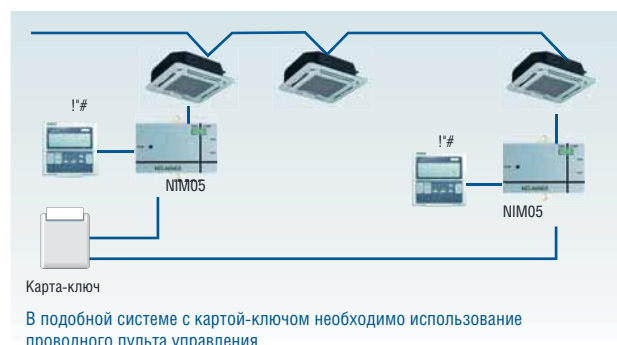 !"#
!"#
NIM05
NIM05
Карта-ключ
В подобной системе с картой-ключом необходимо использование
проводного пульта управления